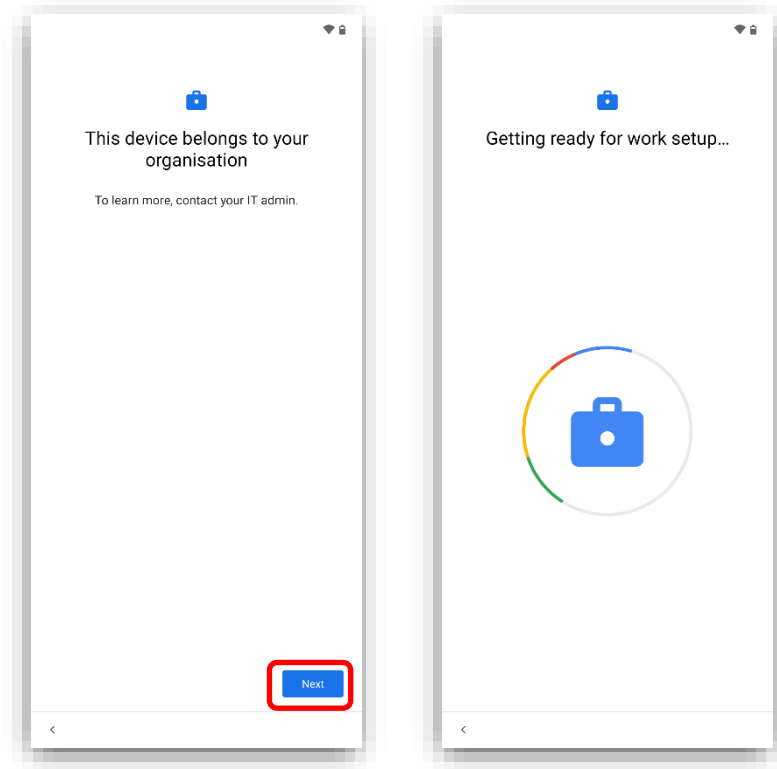 This device belongs to your
organisation
To learn more, contact your IT admin.
Next
Getting ready for work setup...